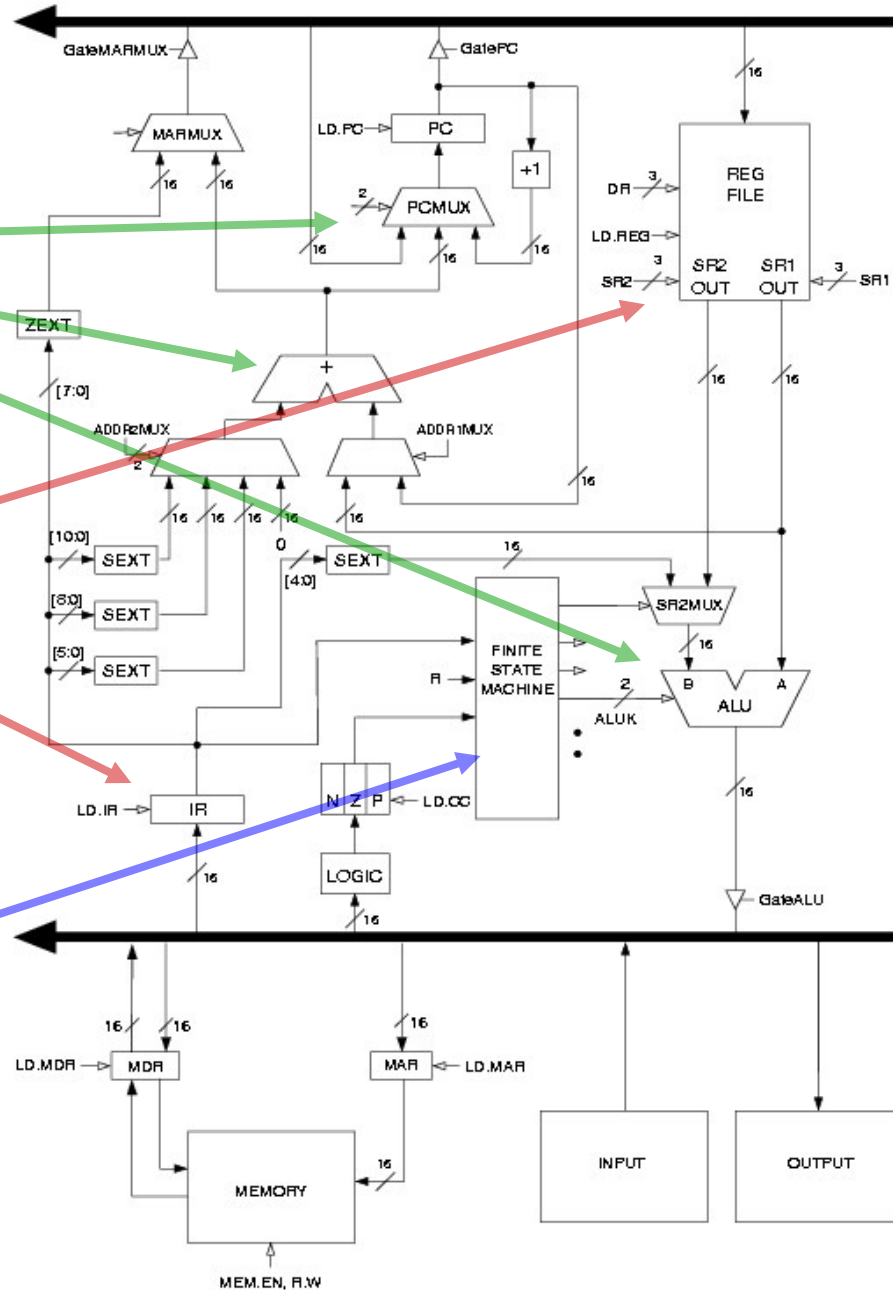 GateMARMUX
GatePC
16
MARMUX
LD.PC
PC
+1
REG
FILE
16
16
2
PCMUX
DR
3
LD.REG
16
16
16
SR2
3
SR2
OUT
SR1
OUT
3
SR1
ZEXT
+
[7:0]
16
16
ADDR2MUX
2
ADDR1MUX
16
16
16
16
16
16
[10:0]
SEXT
0
[4:0]
SEXT
16
[8:0]
SEXT
SR2MUX
[5:0]
SEXT
FINITE
STATE
MACHINE
R
16
2
ALUK
B
A
ALU
LD.IR
IR
N Z P
LD.CC
16
16
LOGIC
16
GateALU
16
16
16
LD.MDR
MDR
MAR
LD.MAR
MEMORY
16
INPUT
OUTPUT
MEM.EN, R.W